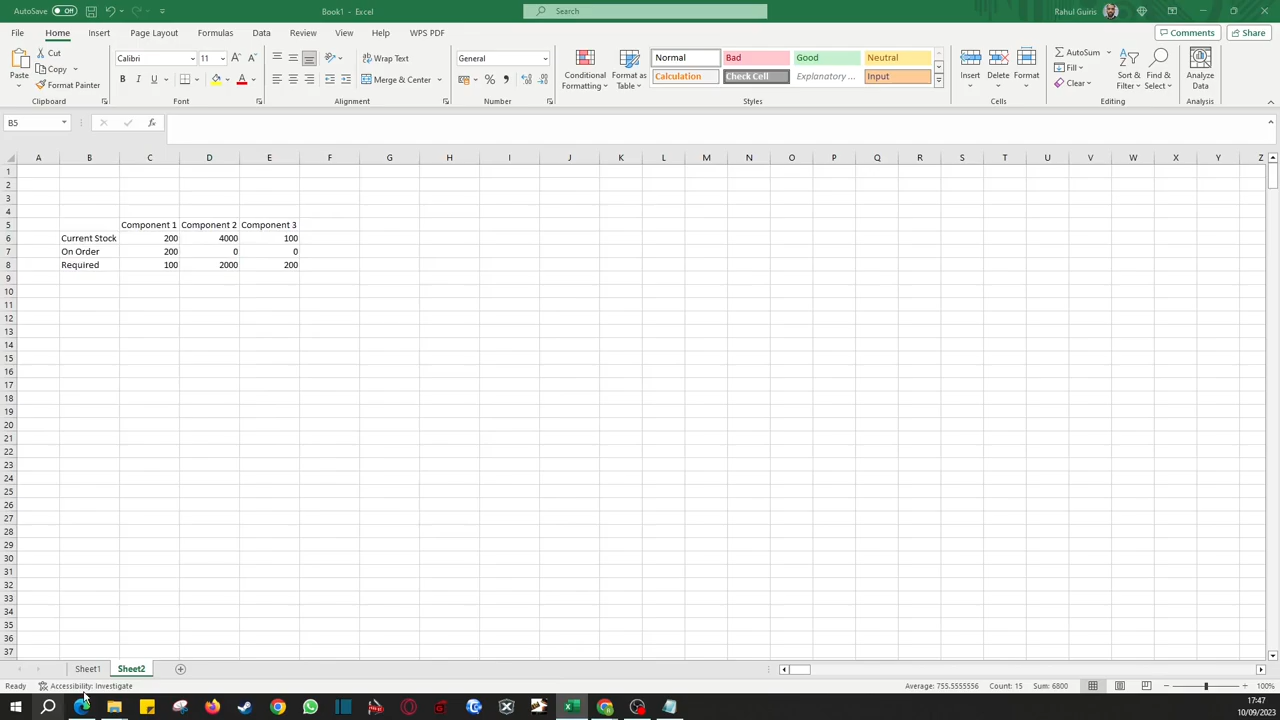 AutoSave Off Book1 - Excel Search Rahul Guiris
File Home Insert Page Layout Formulas Data Review View Help WPS PDF Comments Share
Paste Cut Copy Format Painter
Calibri 11 B I U
Wrap Text Merge & Center
General
Conditional Formatting Format as Table
Normal Bad Good Neutral
Calculation Check Cell Explanatory ... Input
Insert Delete Format
AutoSum Fill Clear Sort & Filter Find & Select
Analyze Data
Clipboard Font Alignment Number Styles Cells Editing Analysis
B5 fx
A B C D E F G H I J K L M N O P Q R S T U V W X Y Z
1
2
3
4
5 Component 1 Component 2 Component 3
6 Current Stock 200 4000 100
7 On Order 200 0 0
8 Required 100 2000 200
9
10
11
12
13
14
15
16
17
18
19
20
21
22
23
24
25
26
27
28
29
30
31
32
33
34
35
36
37
Sheet1 Sheet2
Ready Accessibility: Investigate Average: 755.5555556 Count: 15 Sum: 6800 100%
17:47
10/09/2023